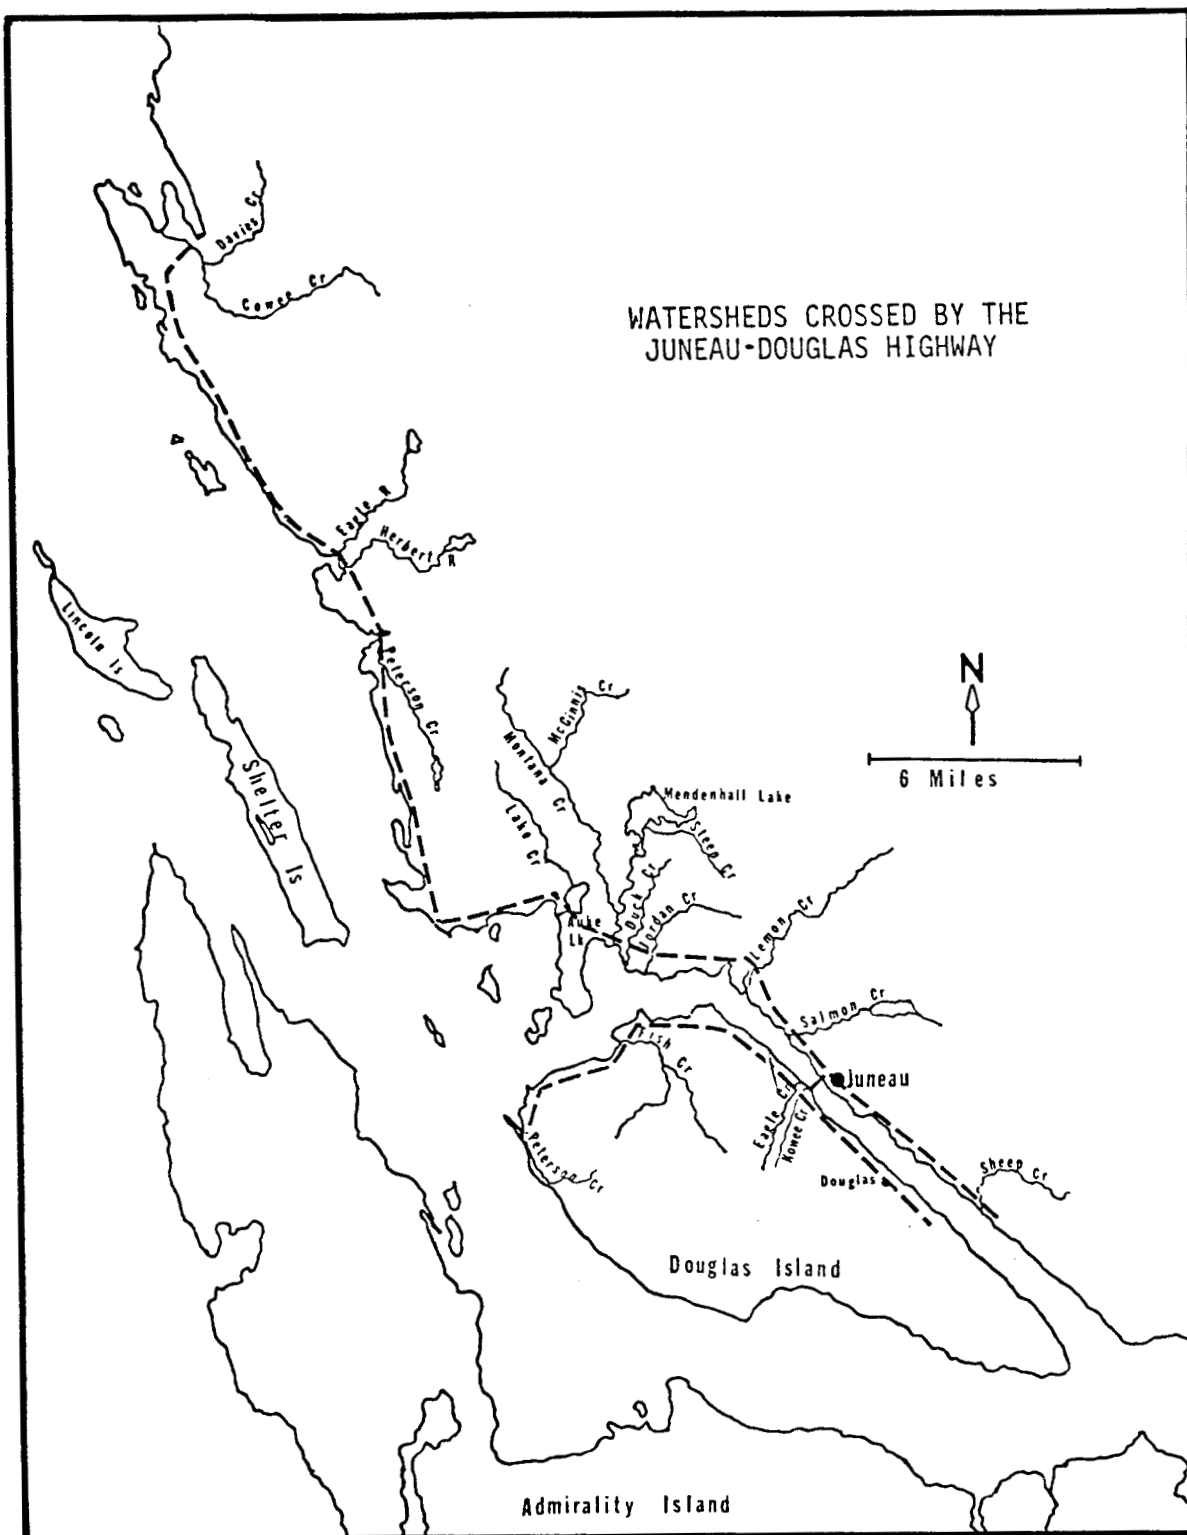 Davies Cr
Cowee Cr
WATERSHEDS CROSSED BY THE
JUNEAU-DOUGLAS HIGHWAY
Eagle R
Herbert R
Lincoln Is
Peterson Cr
N
6 Miles
McGinnis Cr
Montana Cr
Shelter Is
Lake Cr
Mendenhall Lake
Steep Cr
Duck Cr
Jordan Cr
Auke
Lk
Lemon Cr
Salmon Cr
Fish Cr
Juneau
Eagle Cr
Kowee Cr
Peterson Cr
Sheep Cr
Douglas
Douglas Island
Admirality Island